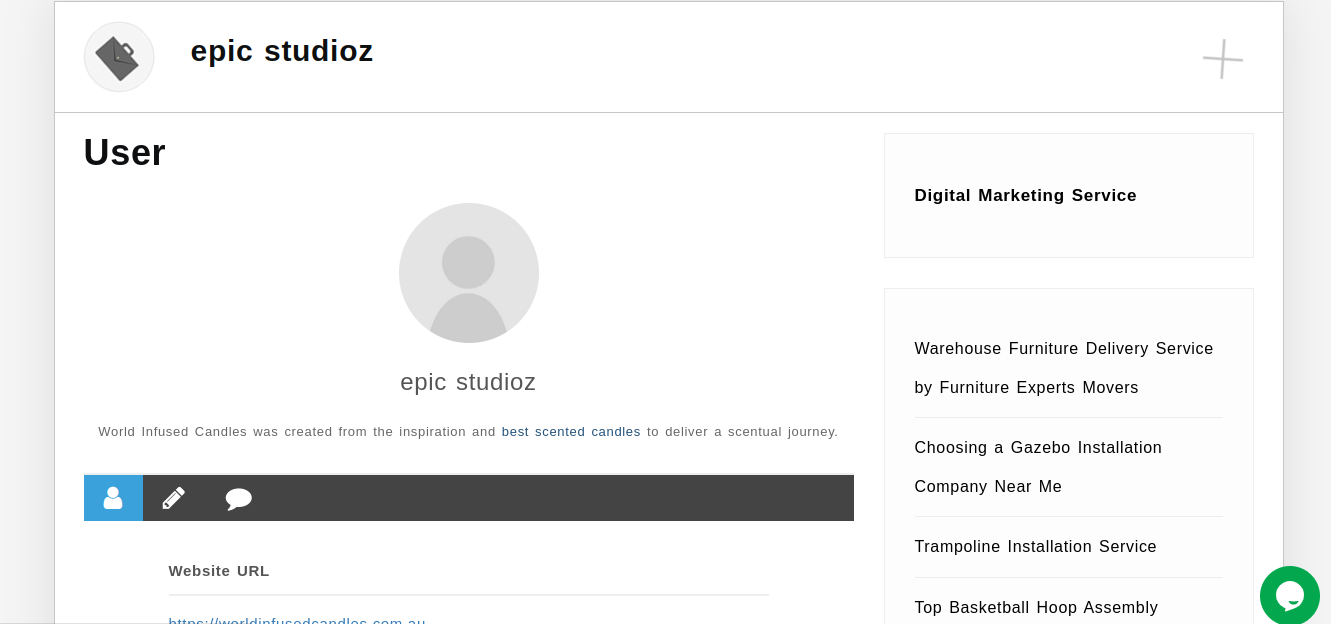 epic studioz
User
epic studioz
World Infused Candles was created from the inspiration and best scented candles to deliver a scentual journey.
Website URL
https://worldinfusedcandles.com.au
Digital Marketing Service
Warehouse Furniture Delivery Service
by Furniture Experts Movers
Choosing a Gazebo Installation
Company Near Me
Trampoline Installation Service
Top Basketball Hoop Assembly